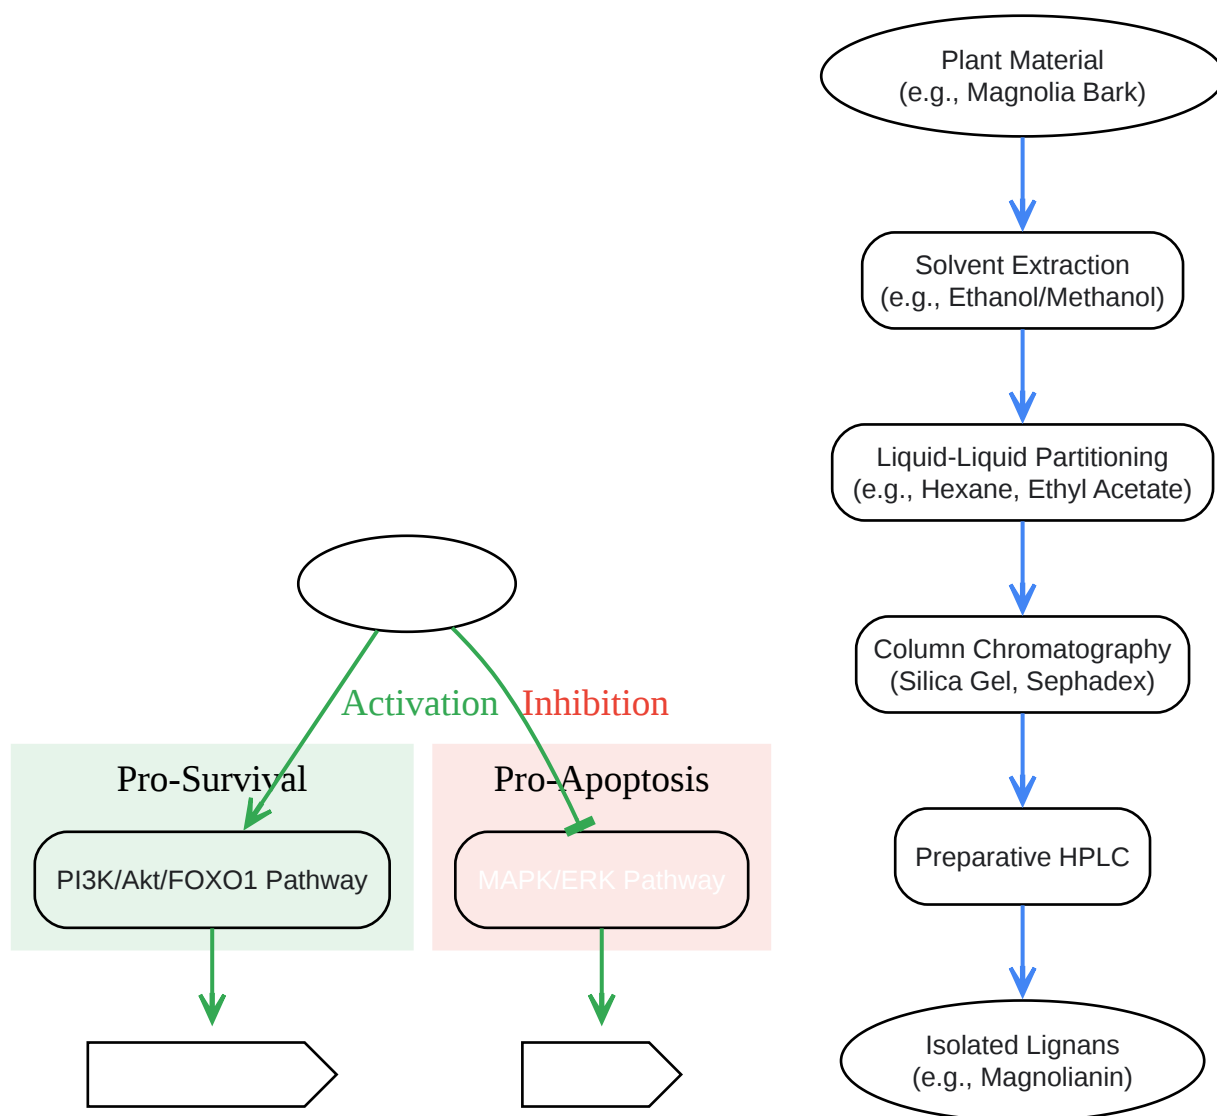 Plant Material
(e.g., Magnolia Bark)
Solvent Extraction
(e.g., Ethanol/Methanol)
Liquid-Liquid Partitioning
(e.g., Hexane, Ethyl Acetate)
Column Chromatography
(Silica Gel, Sephadex)
Preparative HPLC
Isolated Lignans
(e.g., Magnolianin)
Activation
Inhibition
Pro-Survival
Pro-Apoptosis
PI3K/Akt/FOXO1 Pathway
MAPK/ERK Pathway